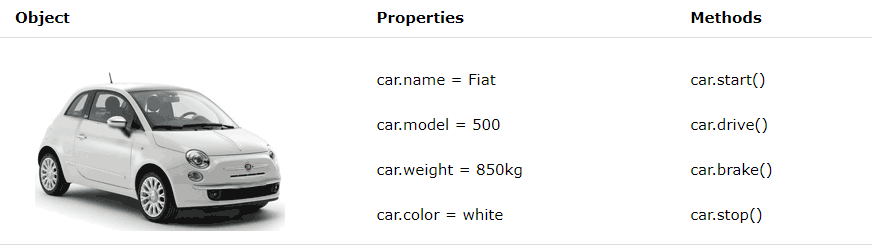 Object Properties Methods
car.name = Fiat car.start()
car.model = 500 car.drive()
car.weight = 850kg car.brake()
car.color = white car.stop()